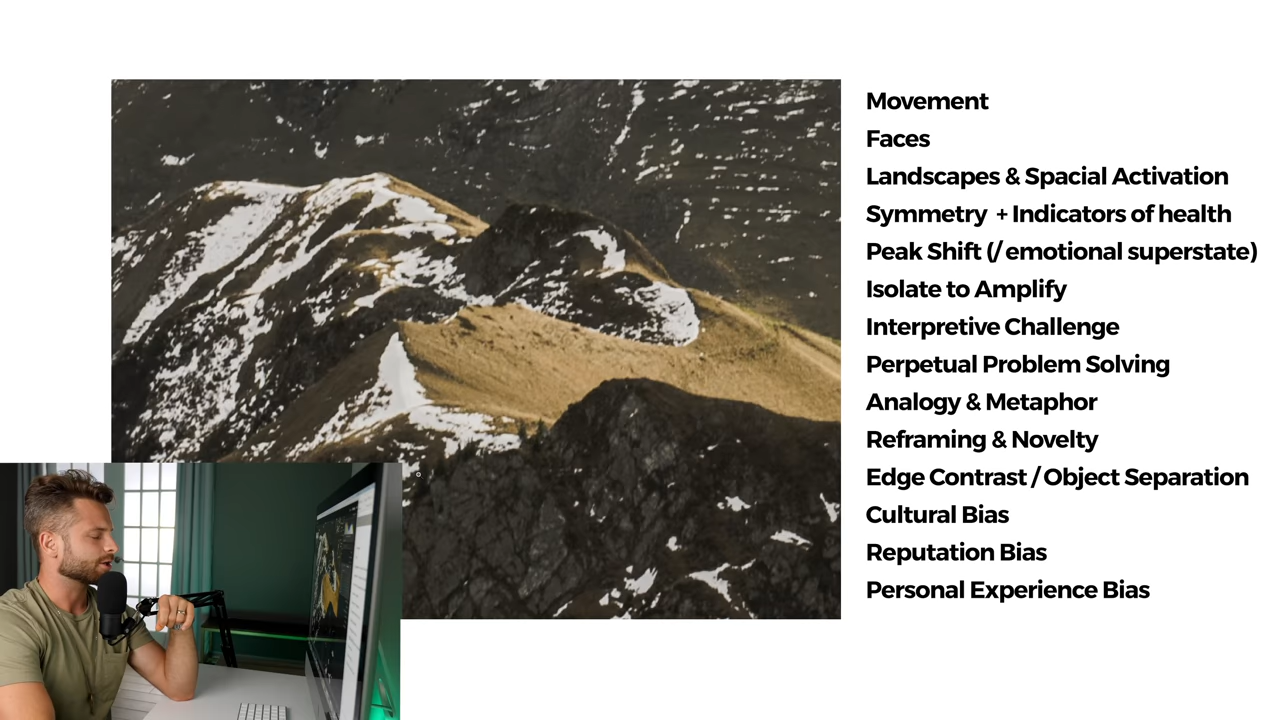 Movement
Faces
Landscapes & Spacial Activation
Symmetry + Indicators of health
Peak Shift (/ emotional superstate)
Isolate to Amplify
Interpretive Challenge
Perpetual Problem Solving
Analogy & Metaphor
Reframing & Novelty
Edge Contrast / Object Separation
Cultural Bias
Reputation Bias
Personal Experience Bias